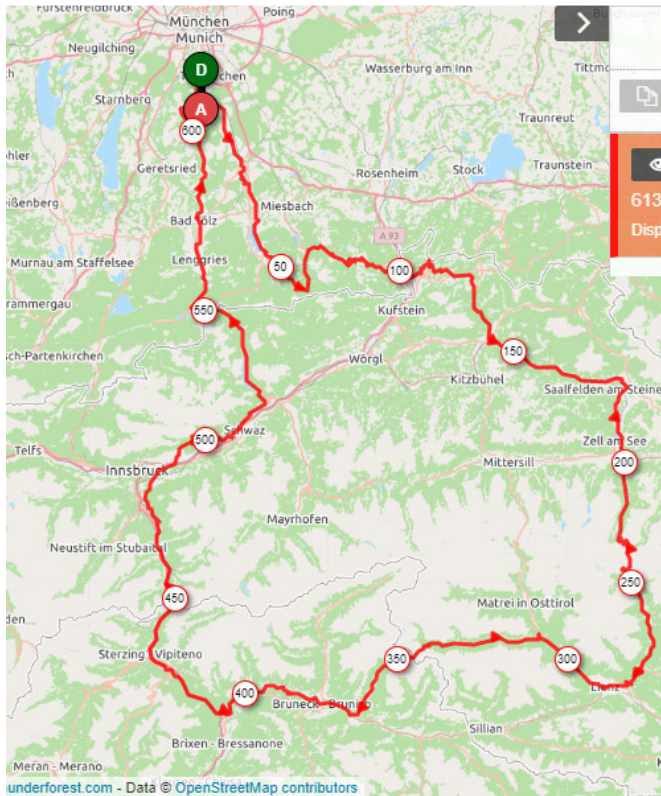 Fürstenfeldbruck
München
Munich
Poing
Neugilching
D
Wasserburg am Inn
Starnberg
A
600
Traunreut
Geretsried
Rosenheim
Stock
Traunstein
613
Disp
Miesbach
Bad Tölz
A 93
Lenggries
50
100
Murnau am Staffelsee
550
Kufstein
150
Wörgl
Kitzbühel
Saalfelden am Steine
Schwaz
500
Zell am See
200
Telfs
Innsbruck
Mittersill
Mayrhofen
Neustift im Stubaital
450
250
Matrei in Osttirol
Sterzing - Vipiteno
350
300
400
Lienz
Bruneck - Brunico
Sillian
Brixen - Bressanone
Meran - Merano
underforest.com - Data © OpenStreetMap contributors